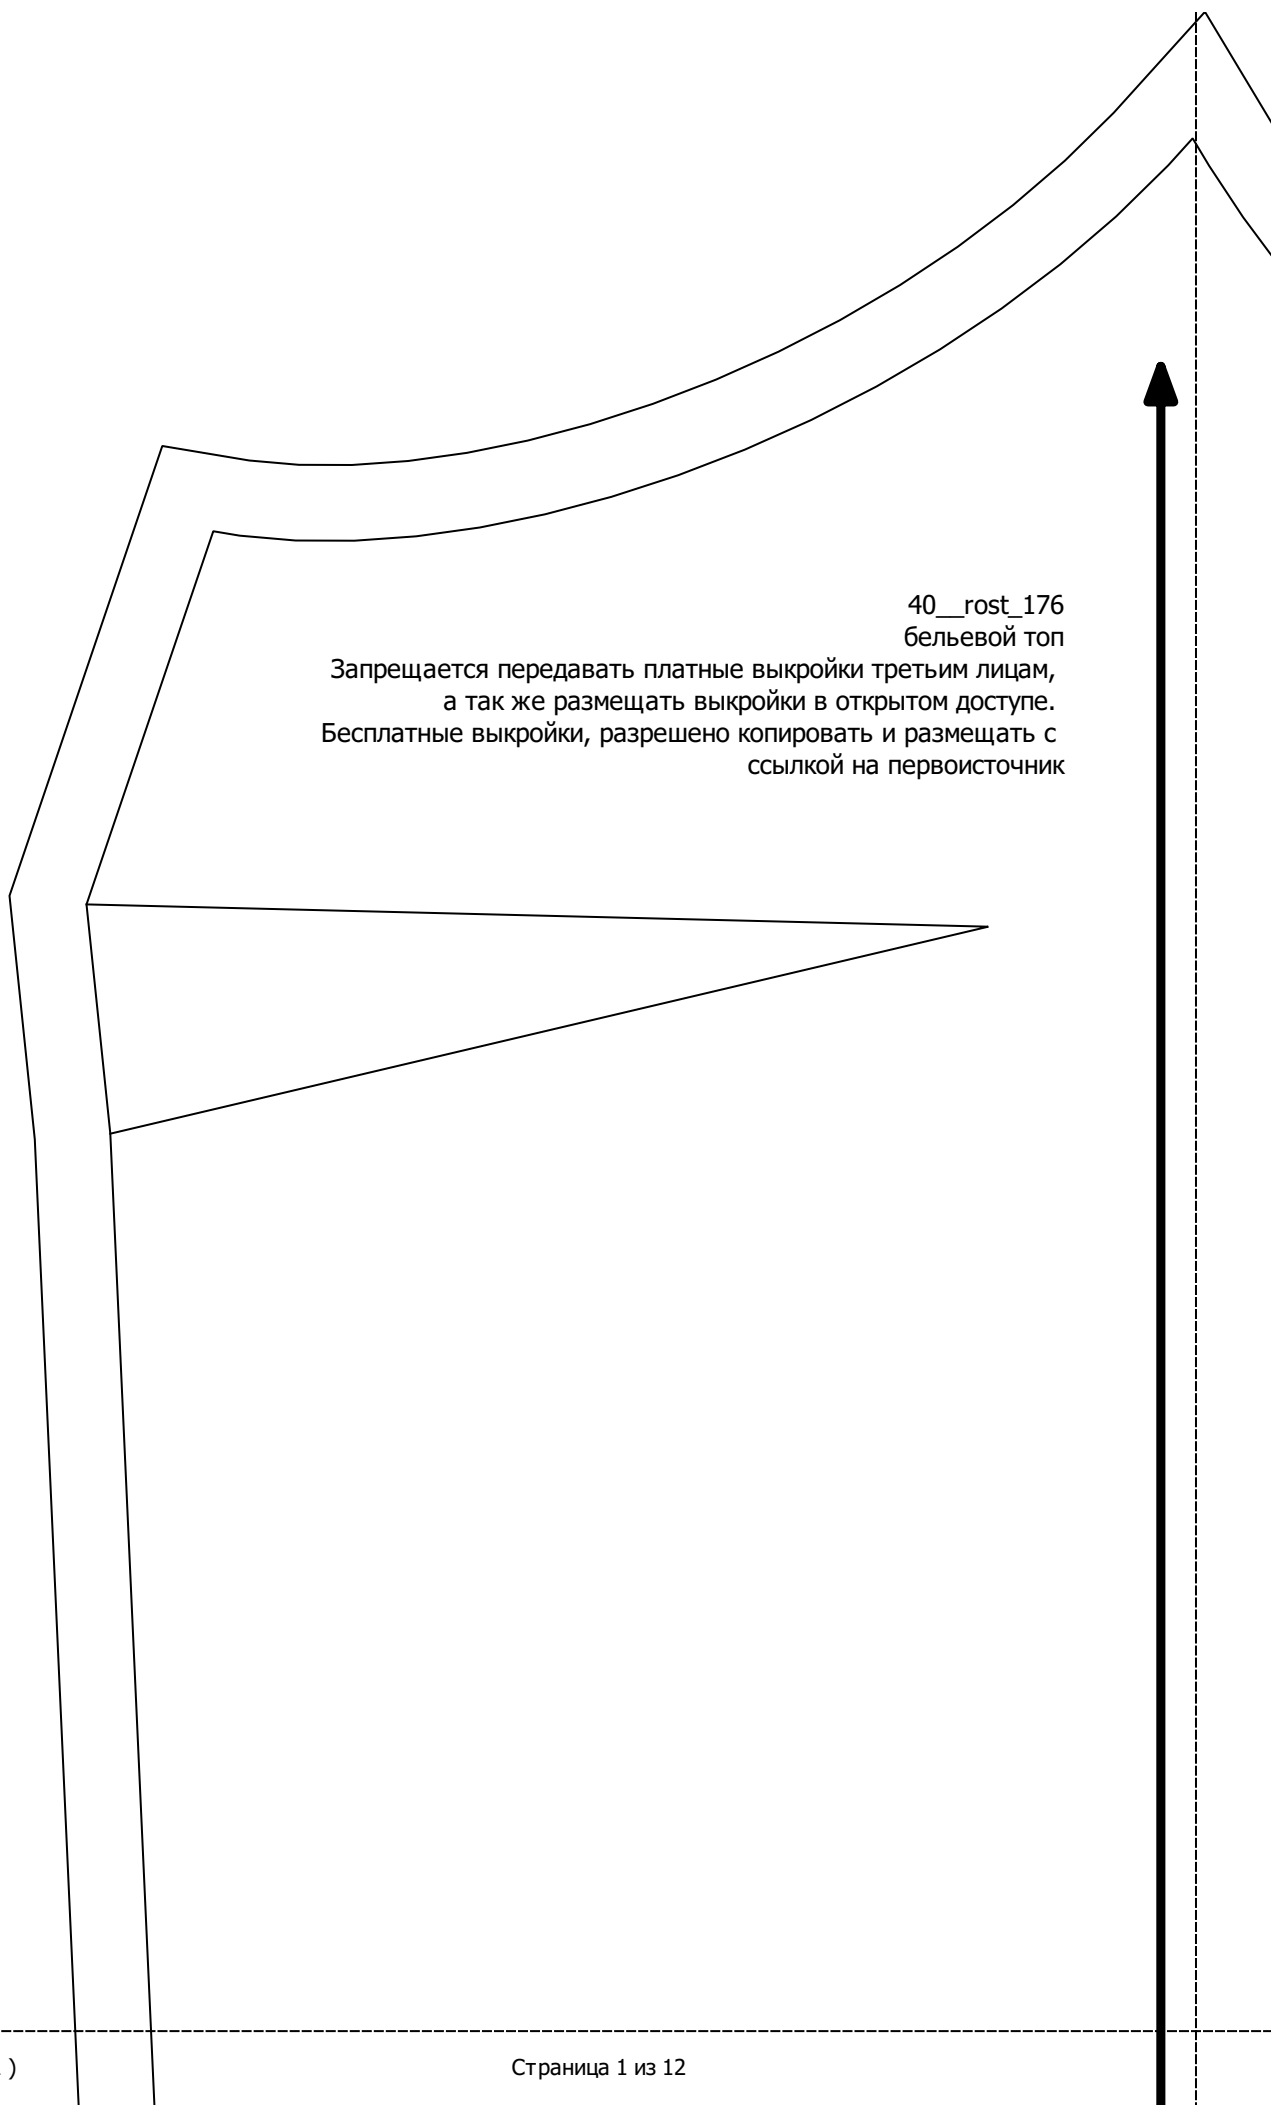 40__rost_176
бельевой топ
Запрещается передавать платные выкройки третьим лицам,
а так же размещать выкройки в открытом доступе.
Бесплатные выкройки, разрешено копировать и размещать с
ссылкой на первоисточник
)
Страница 1 из 12